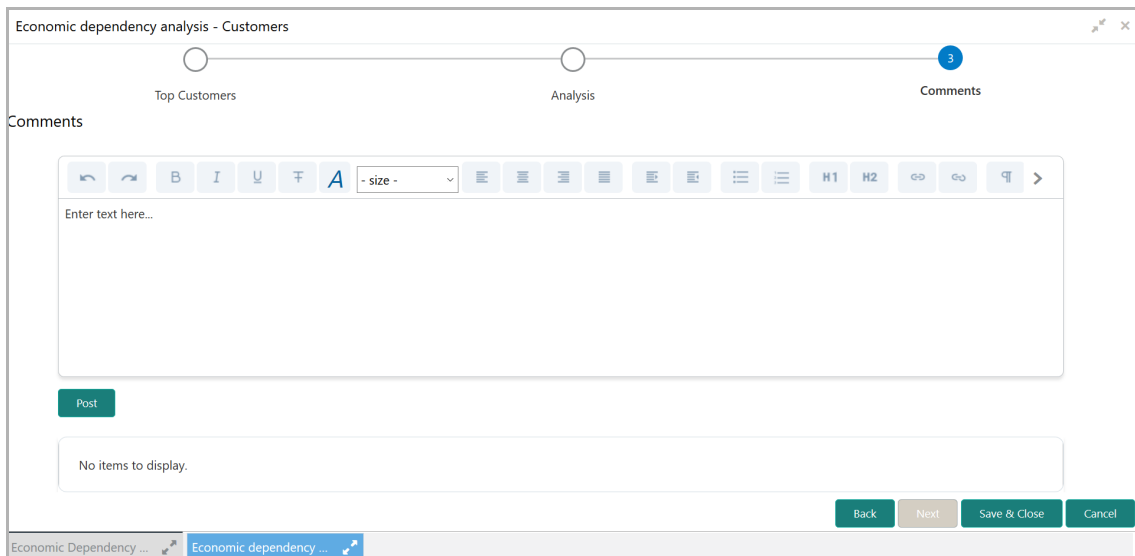 Economic dependency analysis - Customers
3
Top Customers Analysis Comments
Comments
B I U T A - size - H1 H2
Enter text here...
Post
No items to display.
Back Next Save & Close Cancel
Economic Dependency ... Economic dependency ...